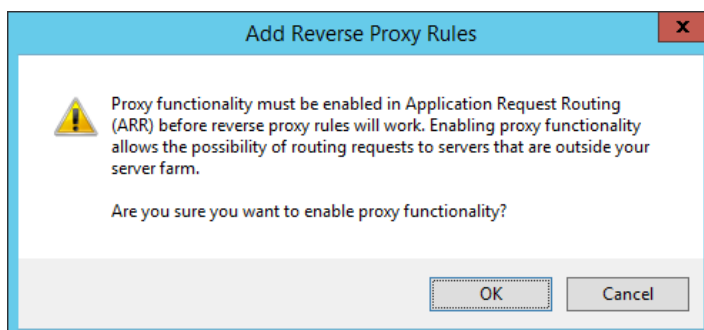 Add Reverse Proxy Rules
x
Proxy functionality must be enabled in Application Request Routing
(ARR) before reverse proxy rules will work. Enabling proxy functionality
allows the possibility of routing requests to servers that are outside your
server farm.
Are you sure you want to enable proxy functionality?
OK
Cancel